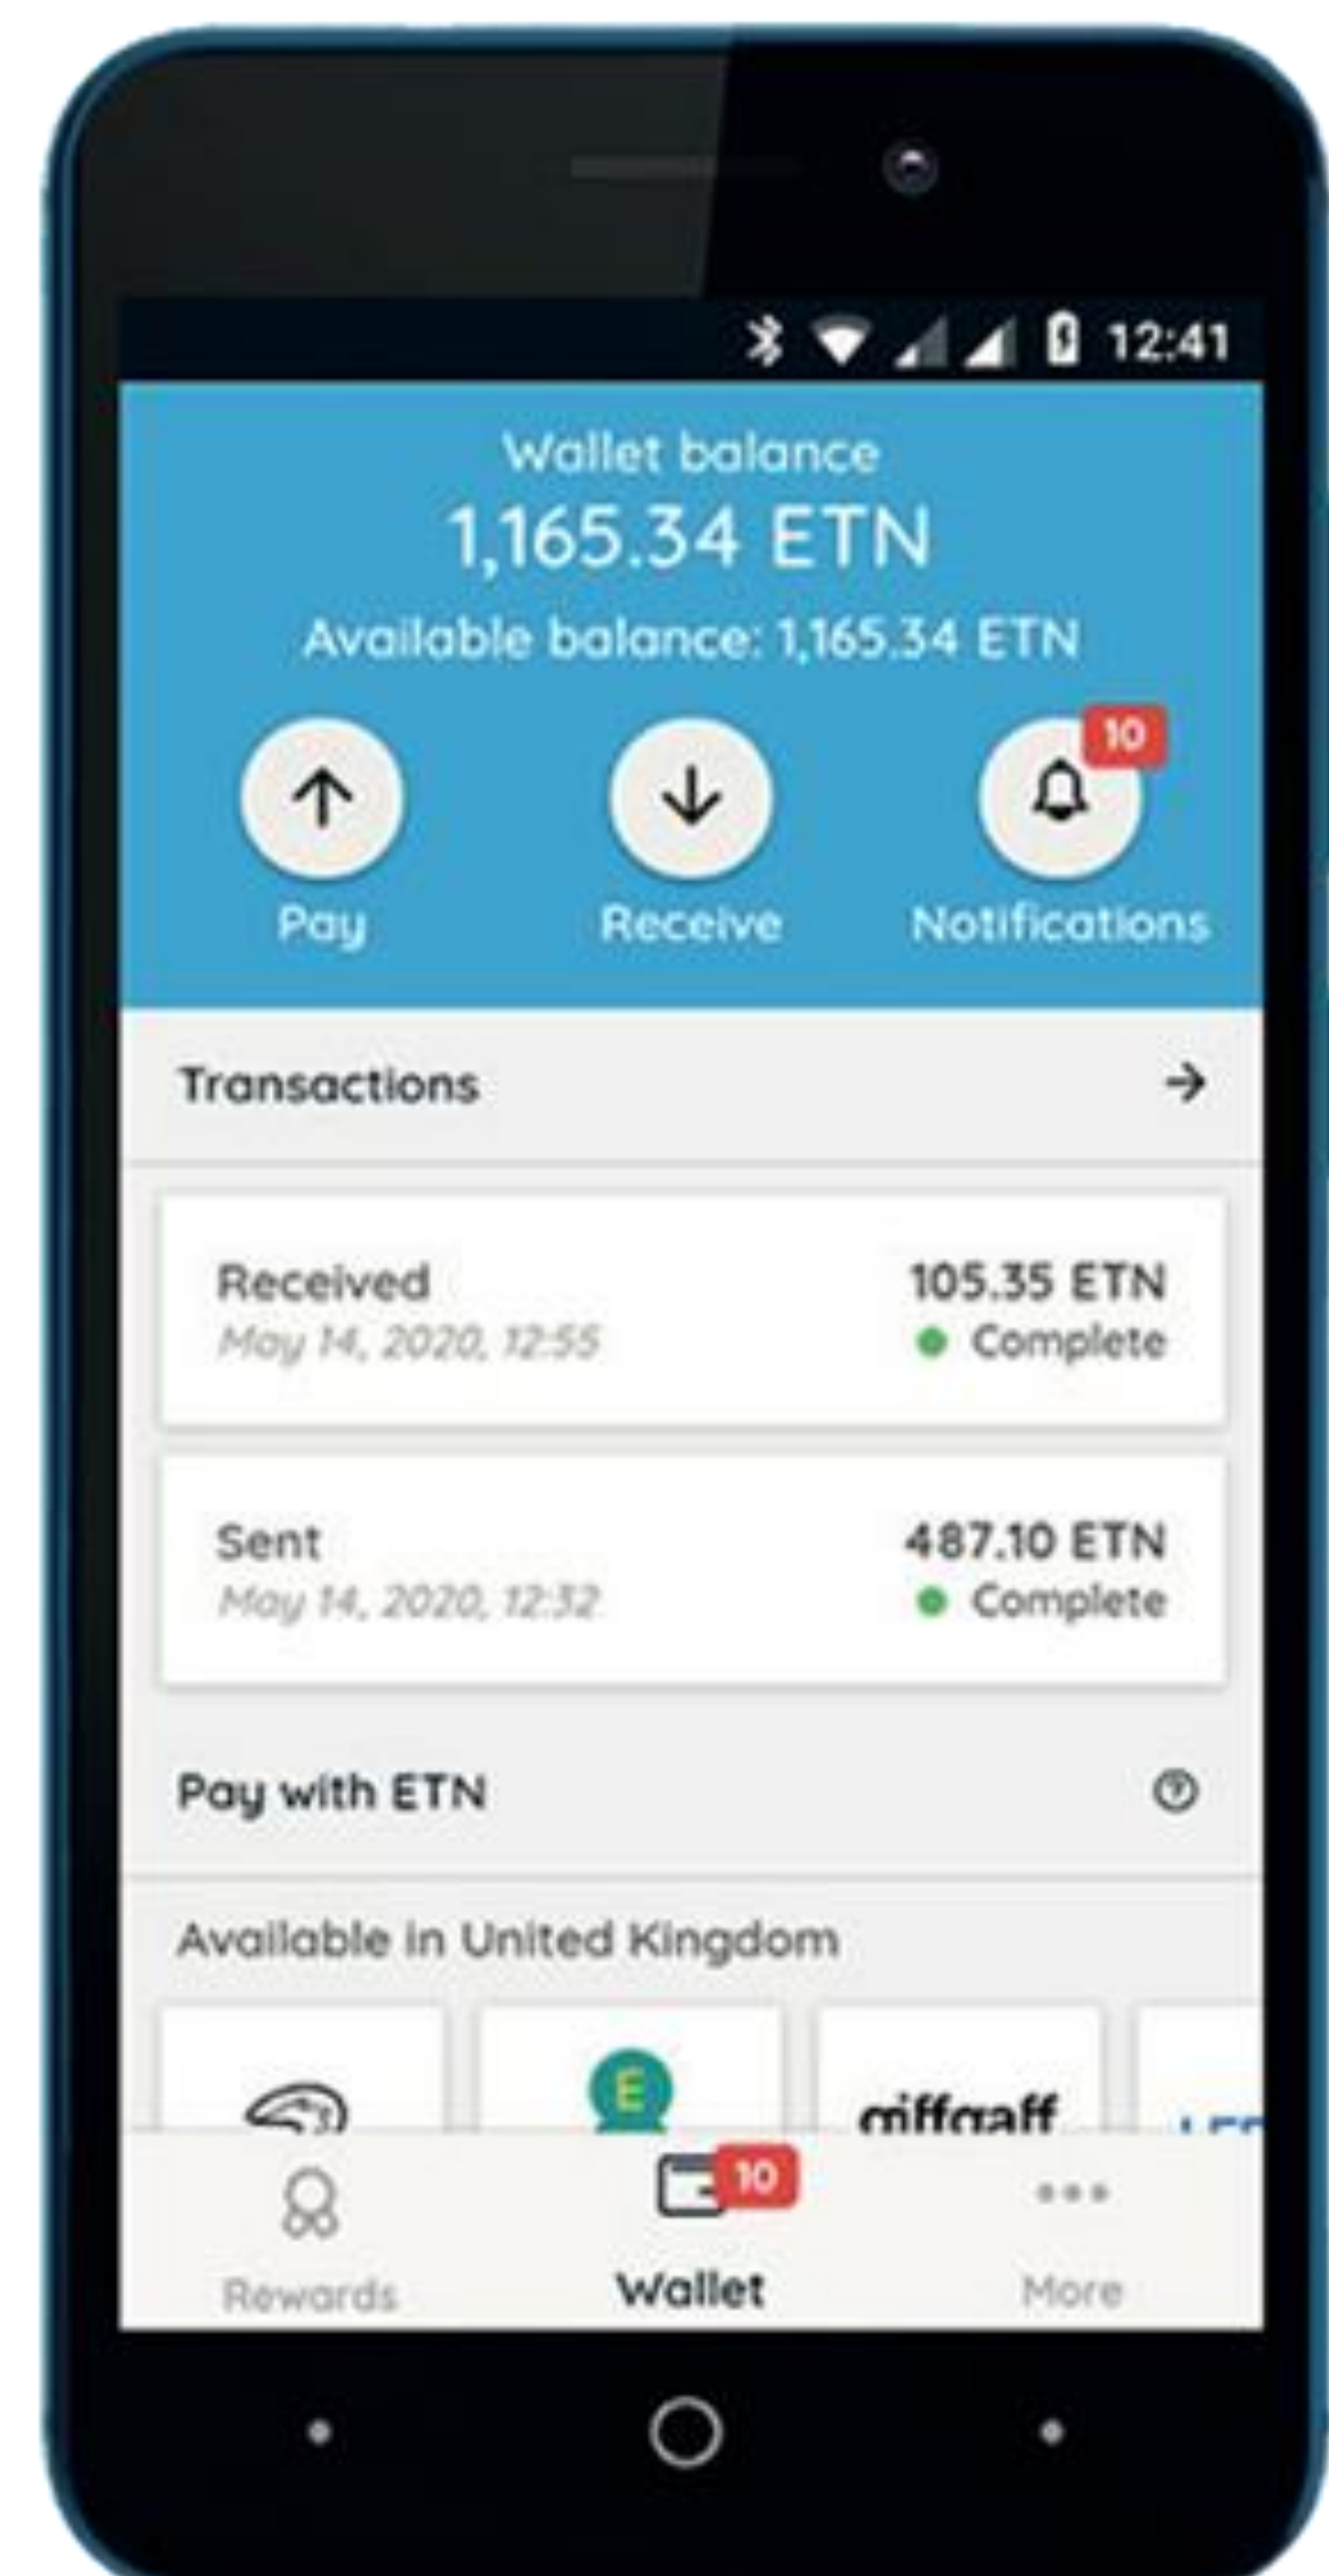 12:41
Wallet balance
1,165.34 ETN
Available balance: 1,165.34 ETN
10
Pay Receive Notifications
Transactions
Received 105.35 ETN
May 14, 2020, 12:55 Complete
Sent 487.10 ETN
May 14, 2020, 12:32 Complete
Pay with ETN
Available in United Kingdom
E giffgaff
10
Rewards Wallet More